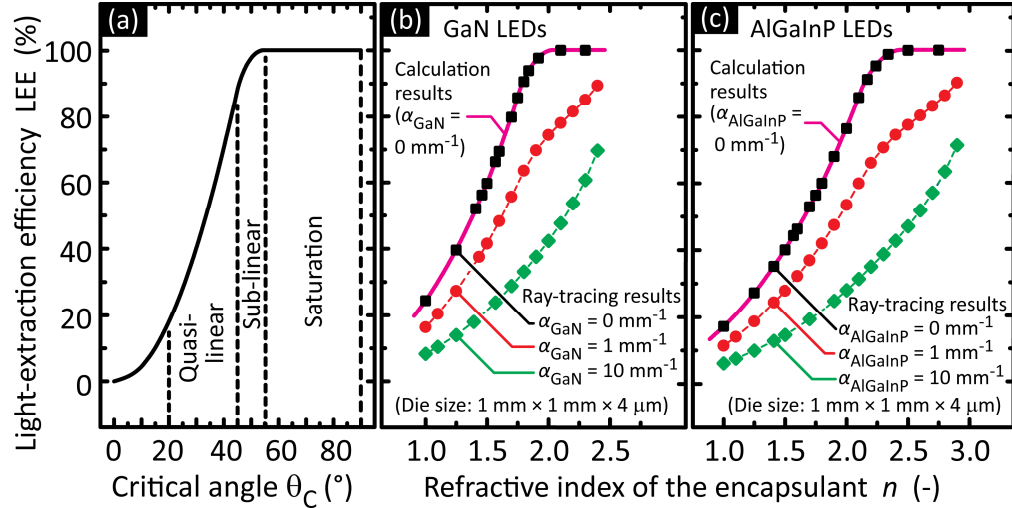 Light-extraction efficiency LEE (%)
100
80
60
40
20
0
(a)
Quasi-
linear
Sub-linear
Saturation
0 20 40 60 80
Critical angle θC (°)
(b)
GaN LEDs
Calculation
results
(αGaN =
0 mm⁻¹)
Ray-tracing results
αGaN = 0 mm⁻¹
αGaN = 1 mm⁻¹
αGaN = 10 mm⁻¹
(Die size: 1 mm × 1 mm × 4 µm)
1.0 1.5 2.0 2.5
(c)
AlGaInP LEDs
Calculation
results
(αAlGaInP =
0 mm⁻¹)
Ray-tracing results
αAlGaInP = 0 mm⁻¹
αAlGaInP = 1 mm⁻¹
αAlGaInP = 10 mm⁻¹
(Die size: 1 mm × 1 mm × 4 µm)
1.0 1.5 2.0 2.5 3.0
Refractive index of the encapsulant n (-)